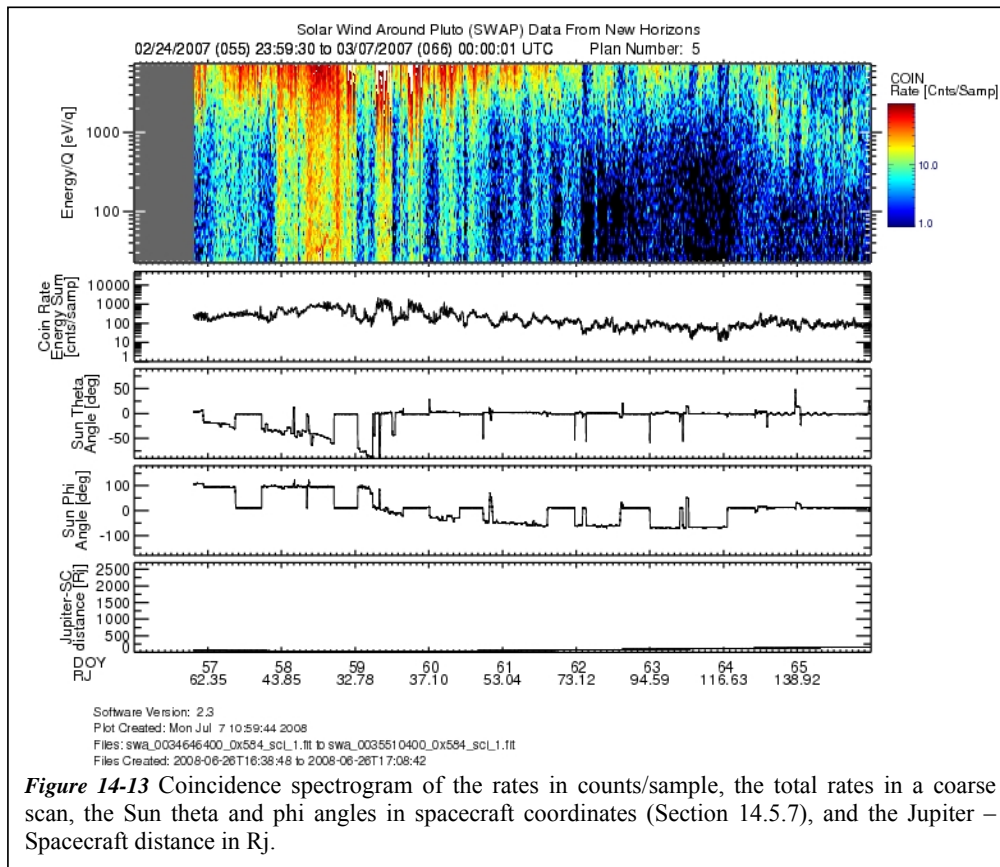 Solar Wind Around Pluto (SWAP) Data From New Horizons
02/24/2007 (055) 23:59:30 to 03/07/2007 (066) 00:00:01 UTC Plan Number: 5
Energy/Q [eV/q]
1000
100
COIN
Rate [Cnts/Samp]
10.0
1.0
Coin Rate
Energy Sum
[cnts/samp]
10000
1000
100
10
1
Sun Theta
Angle [deg]
50
0
-50
Sun Phi
Angle [deg]
100
0
-100
Jupiter-SC
distance [Rj]
2500
2000
1500
1000
500
0
DOY 57 58 59 60 61 62 63 64 65
RJ 62.35 43.85 32.78 37.10 53.04 73.12 94.59 116.63 138.92
Software Version: 2.3
Plot Created: Mon Jul 7 10:59:44 2008
Files: swa_0034646400_0x584_sci_1.fit to swa_0035510400_0x584_sci_1.fit
Files Created: 2008-06-26T16:38:48 to 2008-06-26T17:08:42
Figure 14-13 Coincidence spectrogram of the rates in counts/sample, the total rates in a coarse
scan, the Sun theta and phi angles in spacecraft coordinates (Section 14.5.7), and the Jupiter –
Spacecraft distance in Rj.